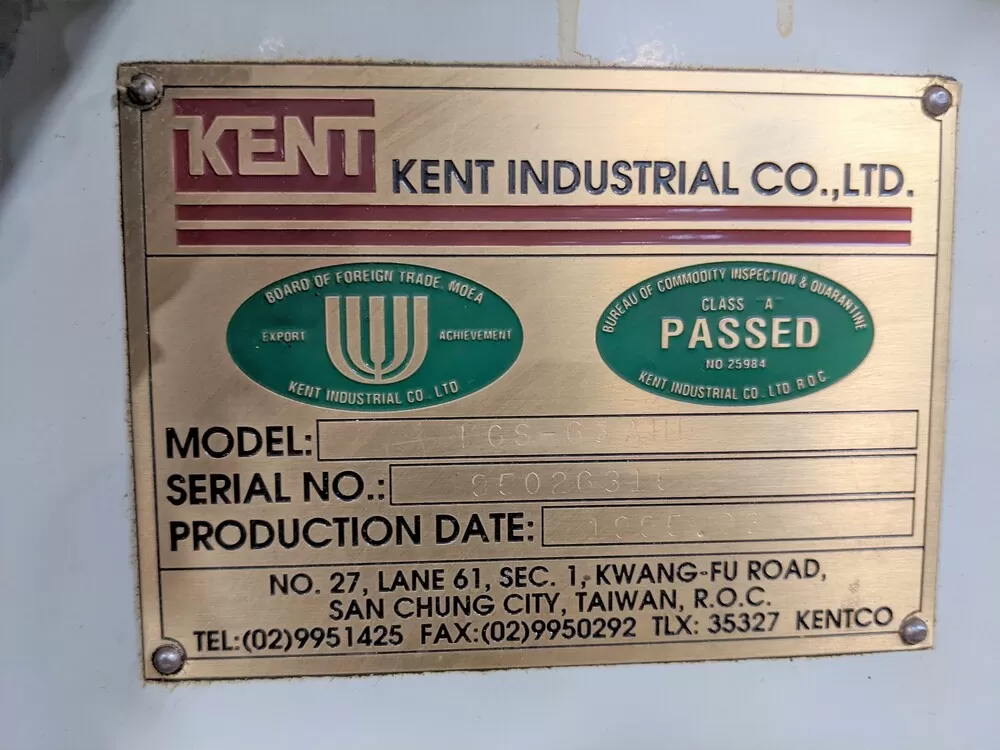 KENT
KENT INDUSTRIAL CO.,LTD.
BOARD OF FOREIGN TRADE, MOEA
EXPORT ACHIEVEMENT
KENT INDUSTRIAL CO., LTD
BUREAU OF COMMODITY INSPECTION & QUARANTINE
CLASS A
PASSED
NO 25984
KENT INDUSTRIAL CO., LTD R.O.C.
MODEL:
SERIAL NO.:
PRODUCTION DATE:
NO. 27, LANE 61, SEC. 1, KWANG-FU ROAD,
SAN CHUNG CITY, TAIWAN, R.O.C.
TEL:(02)9951425 FAX:(02)9950292 TLX: 35327 KENTCO